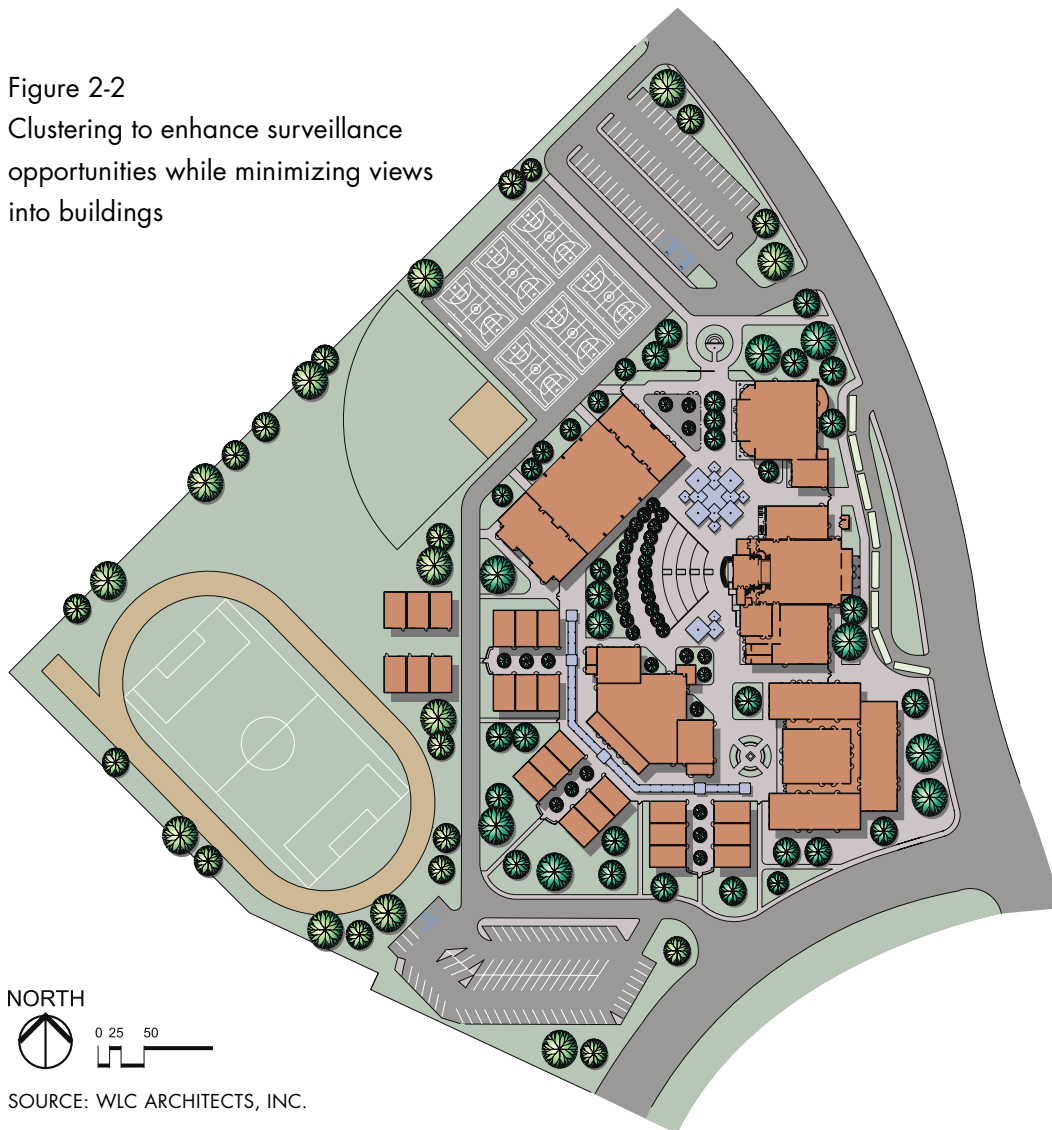 Figure 2-2
Clustering to enhance surveillance
opportunities while minimizing views
into buildings
NORTH
0 25 50
SOURCE: WLC ARCHITECTS, INC.